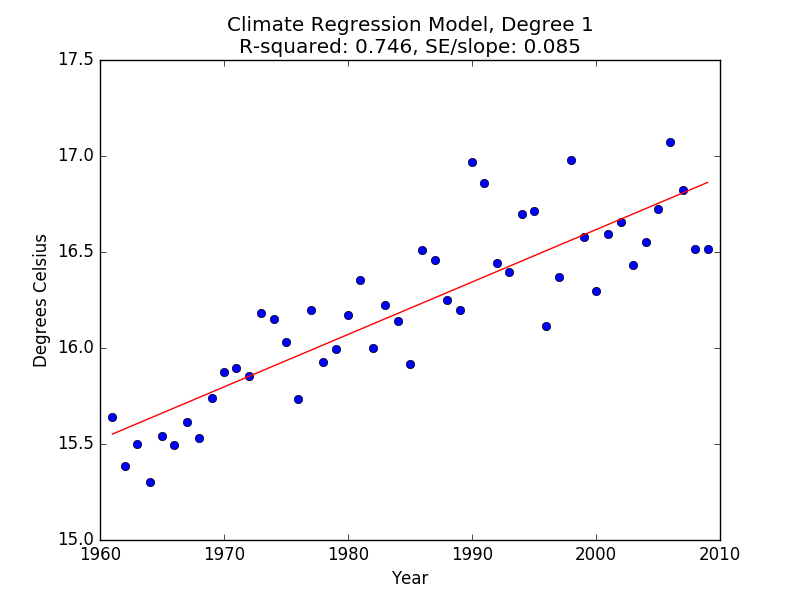 Climate Regression Model, Degree 1
R-squared: 0.746, SE/slope: 0.085
17.5
17.0
16.5
16.0
15.5
15.0
Degrees Celsius
1960 1970 1980 1990 2000 2010
Year